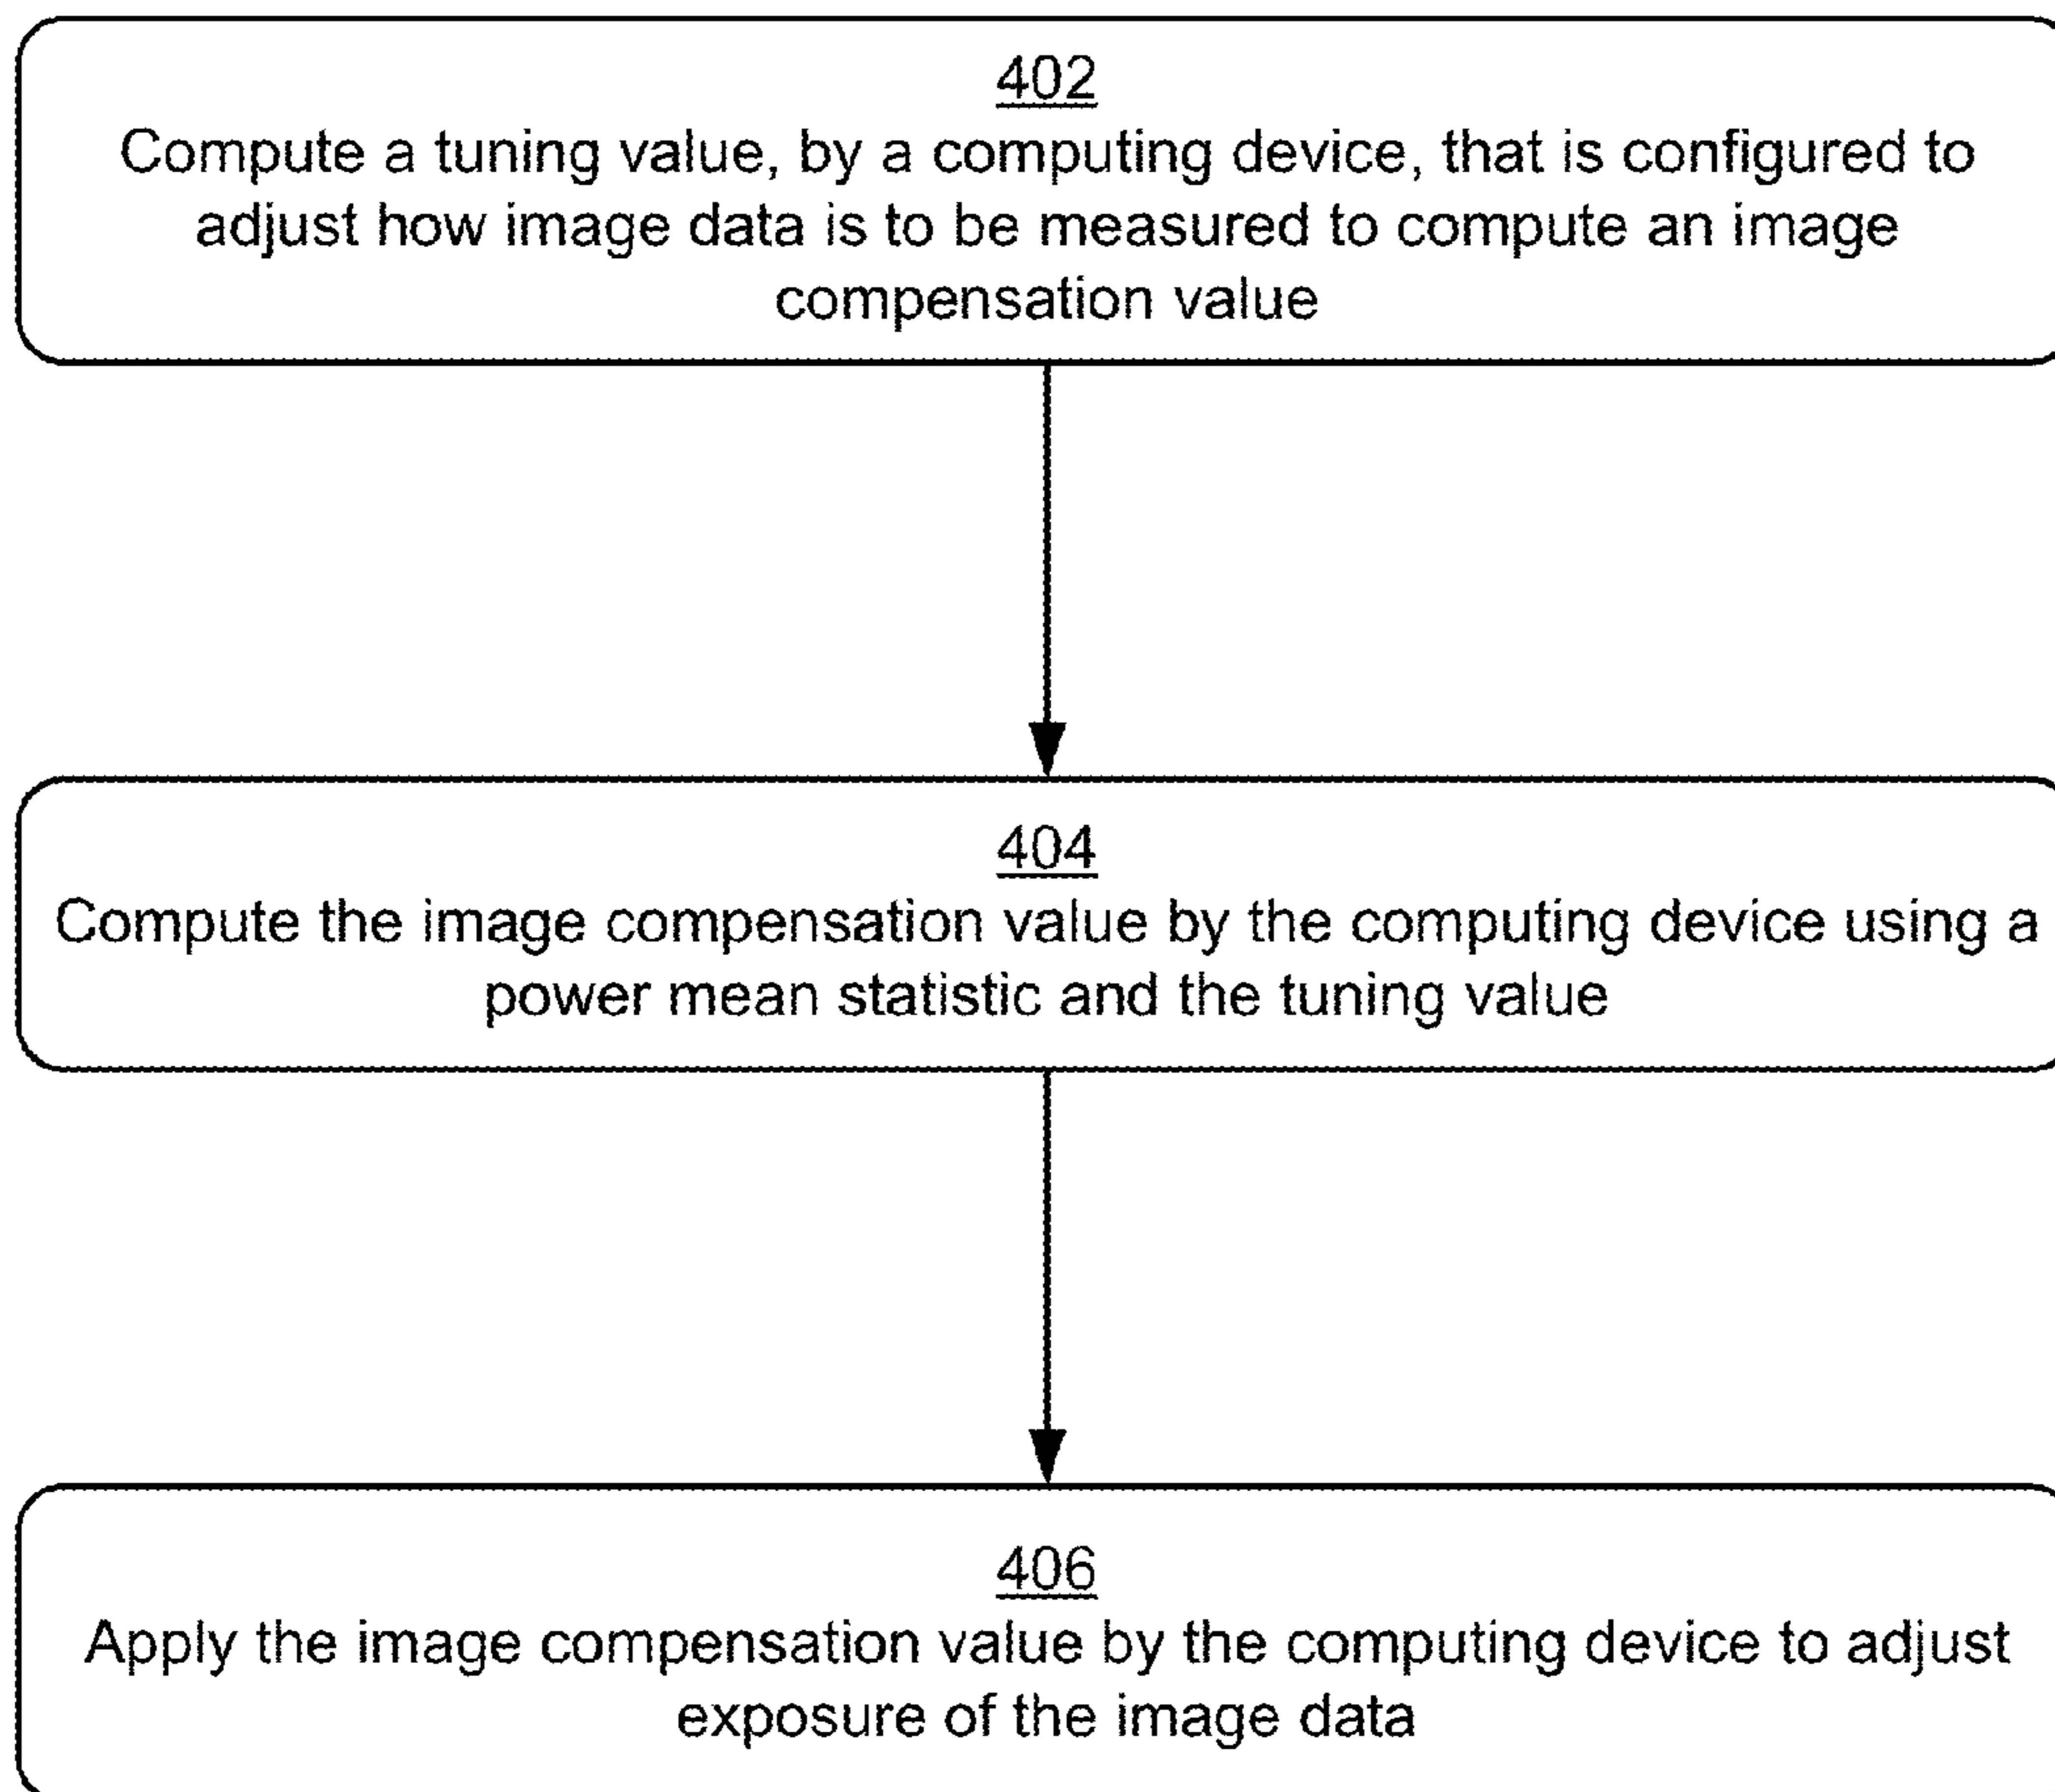 402
Compute a tuning value, by a computing device, that is configured to
adjust how image data is to be measured to compute an image
compensation value
404
Compute the image compensation value by the computing device using a
power mean statistic and the tuning value
406
Apply the image compensation value by the computing device to adjust
exposure of the image data